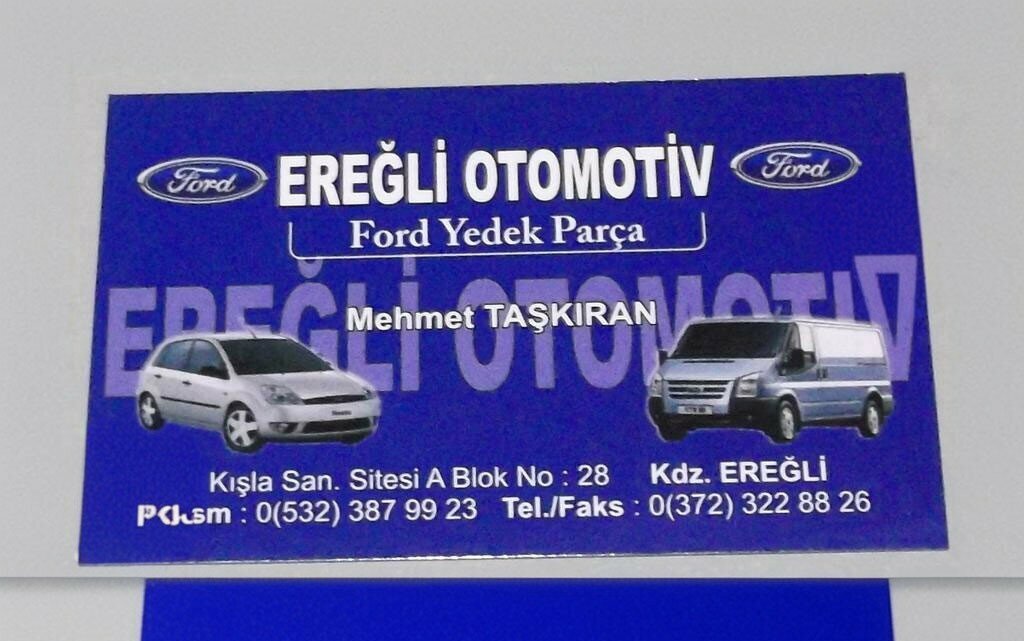 Ford EREĞLİ OTOMOTİV Ford
Ford Yedek Parça
EREĞLİ OTOMOTİV
Mehmet TAŞKIRAN
Kışla San. Sitesi A Blok No : 28 Kdz. EREĞLİ
: 0(532) 387 99 23 Tel./Faks : 0(372) 322 88 26